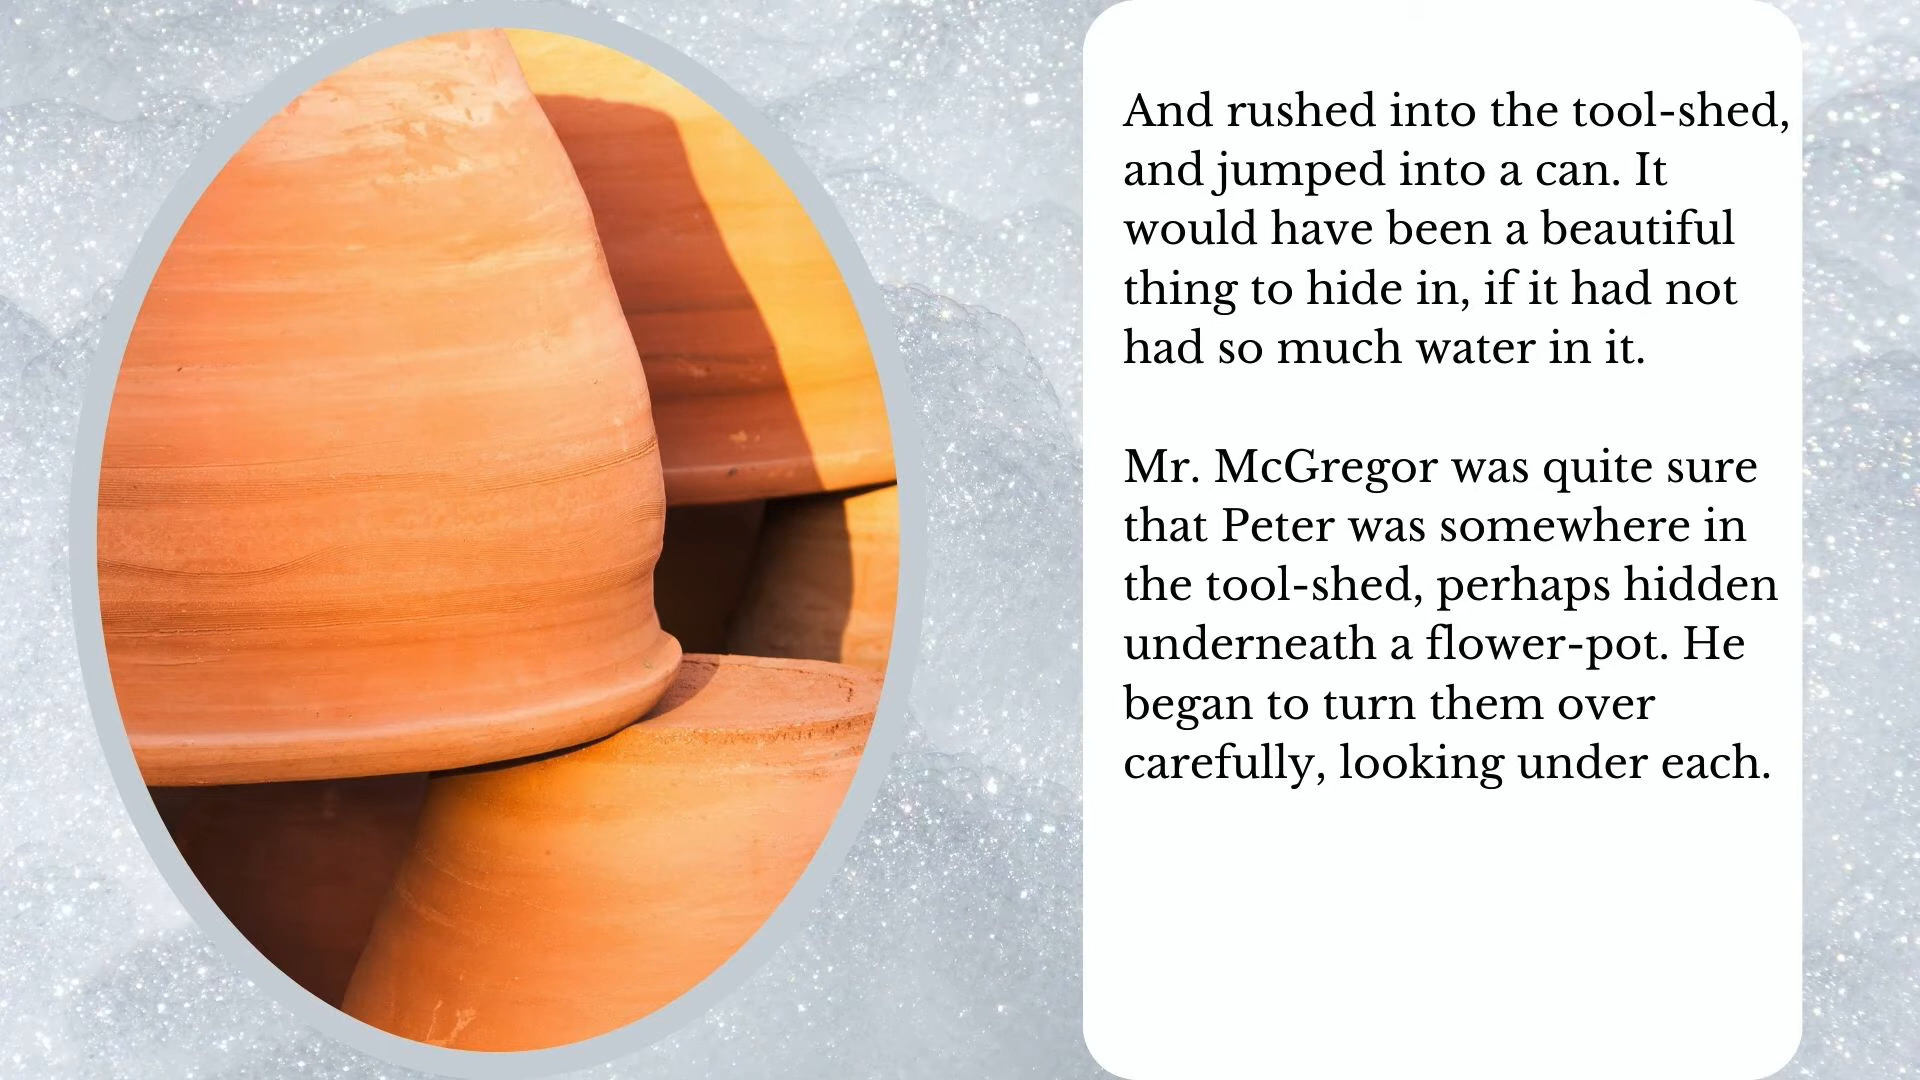 And rushed into the tool-shed,
and jumped into a can. It
would have been a beautiful
thing to hide in, if it had not
had so much water in it.
Mr. McGregor was quite sure
that Peter was somewhere in
the tool-shed, perhaps hidden
underneath a flower-pot. He
began to turn them over
carefully, looking under each.